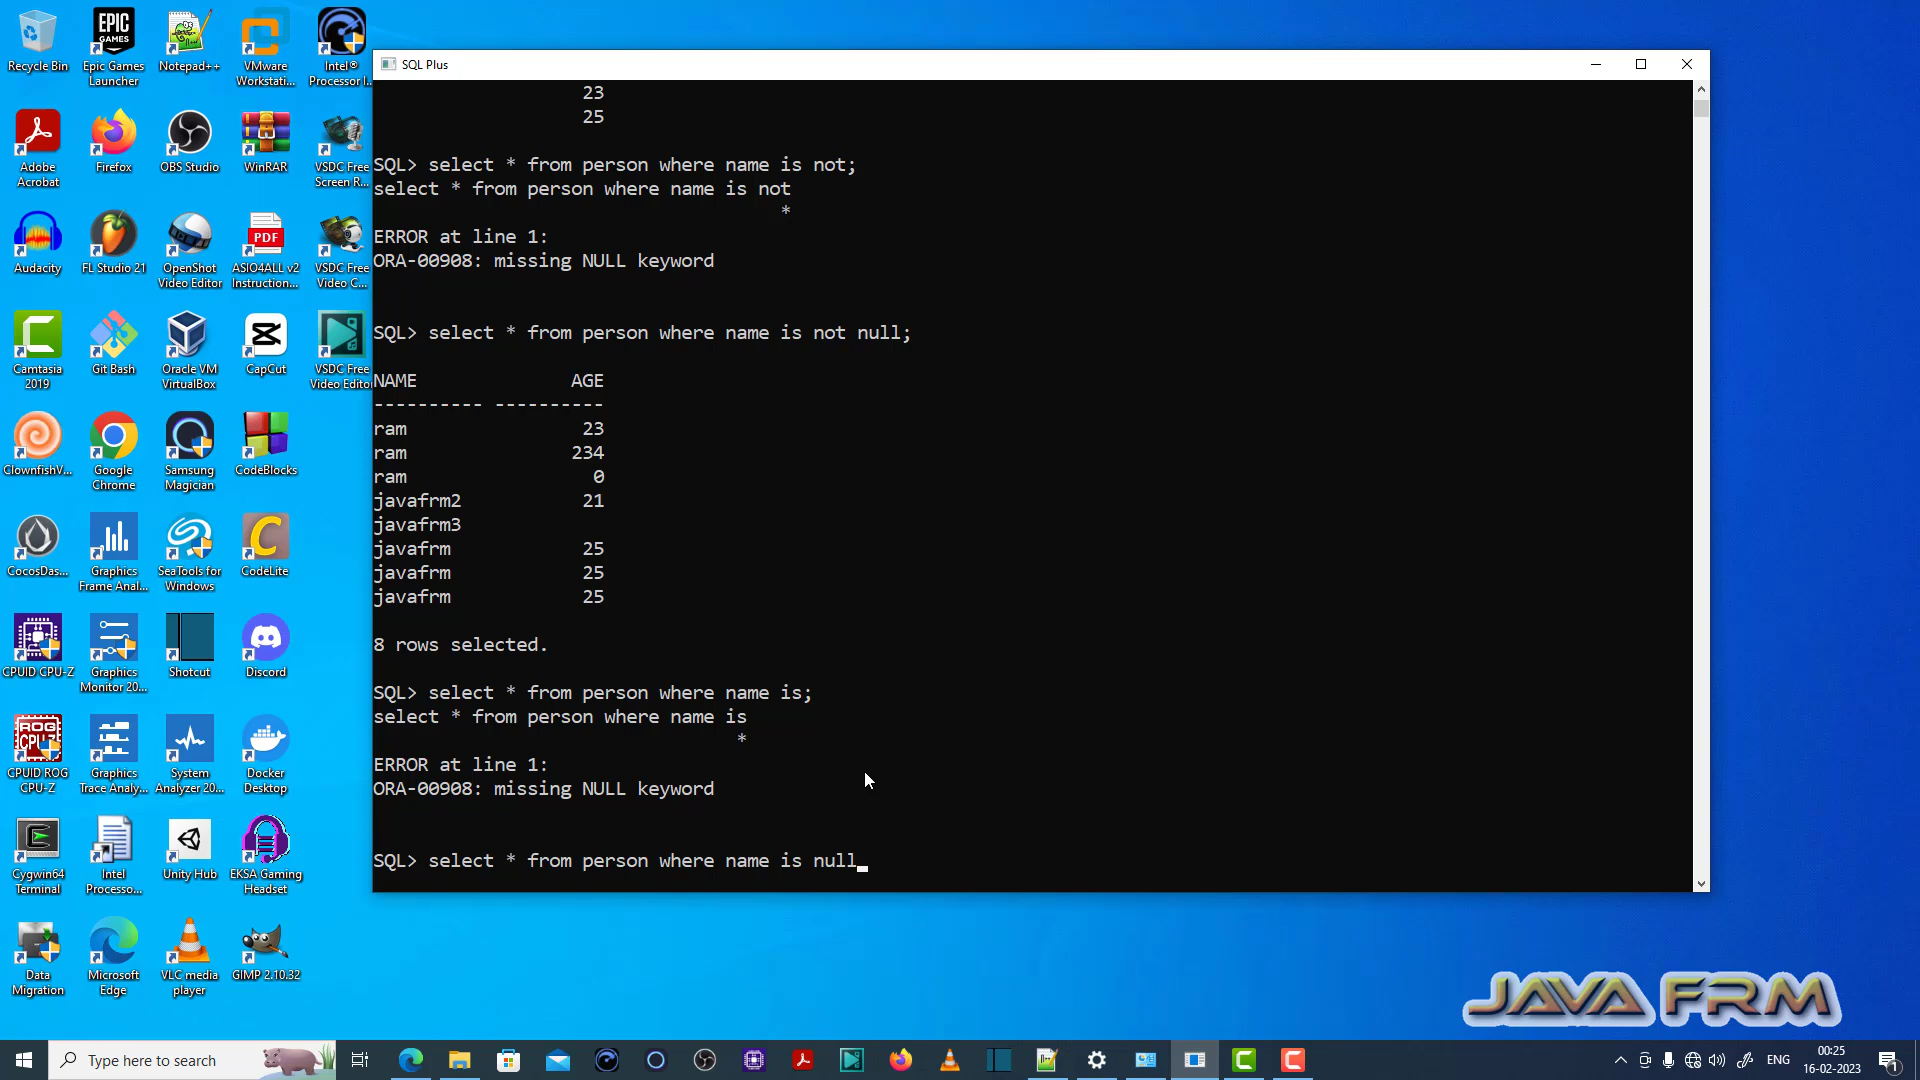 Recycle Bin
Epic Games Launcher
Notepad++
VMware Workstati...
Intel® Processor I...
Adobe Acrobat
Firefox
OBS Studio
WinRAR
VSDC Free Screen R...
Audacity
FL Studio 21
OpenShot Video Editor
ASIO4ALL v2 Instruction...
VSDC Free Video C...
Camtasia 2019
Git Bash
Oracle VM VirtualBox
CapCut
VSDC Free Video Editor
ClownfishV...
Google Chrome
Samsung Magician
CodeBlocks
CocosDas...
Graphics Frame Anal...
SeaTools for Windows
CodeLite
CPUID CPU-Z
Graphics Monitor 20...
Shotcut
Discord
CPUID ROG CPU-Z
Graphics Trace Analy...
System Analyzer 20...
Docker Desktop
Cygwin64 Terminal
Intel Processo...
Unity Hub
EKSA Gaming Headset
Data Migration
Microsoft Edge
VLC media player
GIMP 2.10.32
SQL Plus
23
25
SQL> select * from person where name is not;
select * from person where name is not
*
ERROR at line 1:
ORA-00908: missing NULL keyword
SQL> select * from person where name is not null;
NAME AGE
---------- ----------
ram 23
ram 234
ram 0
javafrm2 21
javafrm3
javafrm 25
javafrm 25
javafrm 25
8 rows selected.
SQL> select * from person where name is;
select * from person where name is
*
ERROR at line 1:
ORA-00908: missing NULL keyword
SQL> select * from person where name is null
JAVA FRM
Type here to search
ENG
00:25
16-02-2023
1